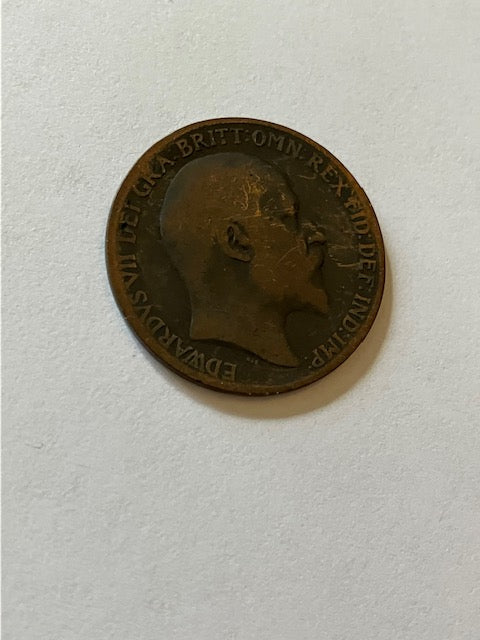 EDWARDVS VII DEI GRA: BRITT: OMN: REX FID: DEF: IND: IMP: